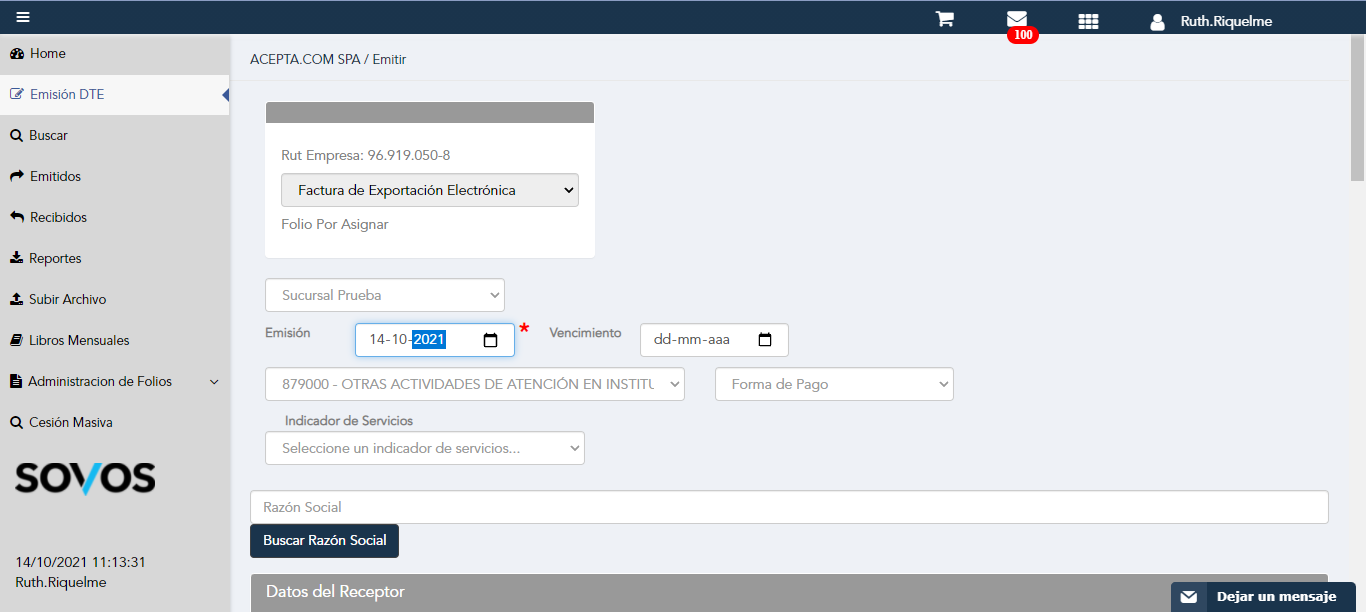 100
Ruth.Riquelme
Home
Emisión DTE
Buscar
Emitidos
Recibidos
Reportes
Subir Archivo
Libros Mensuales
Administracion de Folios
Cesión Masiva
SOVOS
14/10/2021 11:13:31
Ruth.Riquelme
ACEPTA.COM SPA / Emitir
Rut Empresa: 96.919.050-8
Factura de Exportación Electrónica
Folio Por Asignar
Sucursal Prueba
Emisión 14-10-2021 * Vencimiento dd-mm-aaa
879000 - OTRAS ACTIVIDADES DE ATENCIÓN EN INSTITU Forma de Pago
Indicador de Servicios
Seleccione un indicador de servicios...
Razón Social
Buscar Razón Social
Datos del Receptor
Dejar un mensaje